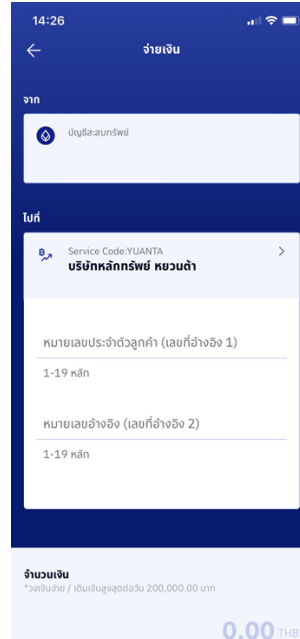 14:26
จ่ายเงิน
จาก
บัญชีสะสมทรัพย์
ไปที่
Service Code:YUANTA
บริษัทหลักทรัพย์ หยวนต้า
หมายเลขประจำตัวลูกค้า (เลขที่อ้างอิง 1)
1-19 หลัก
หมายเลขอ้างอิง (เลขที่อ้างอิง 2)
1-19 หลัก
จำนวนเงิน
*วงเงินจ่าย / เติมเงินสูงสุดต่อวัน 200,000.00 บาท
0.00 THB